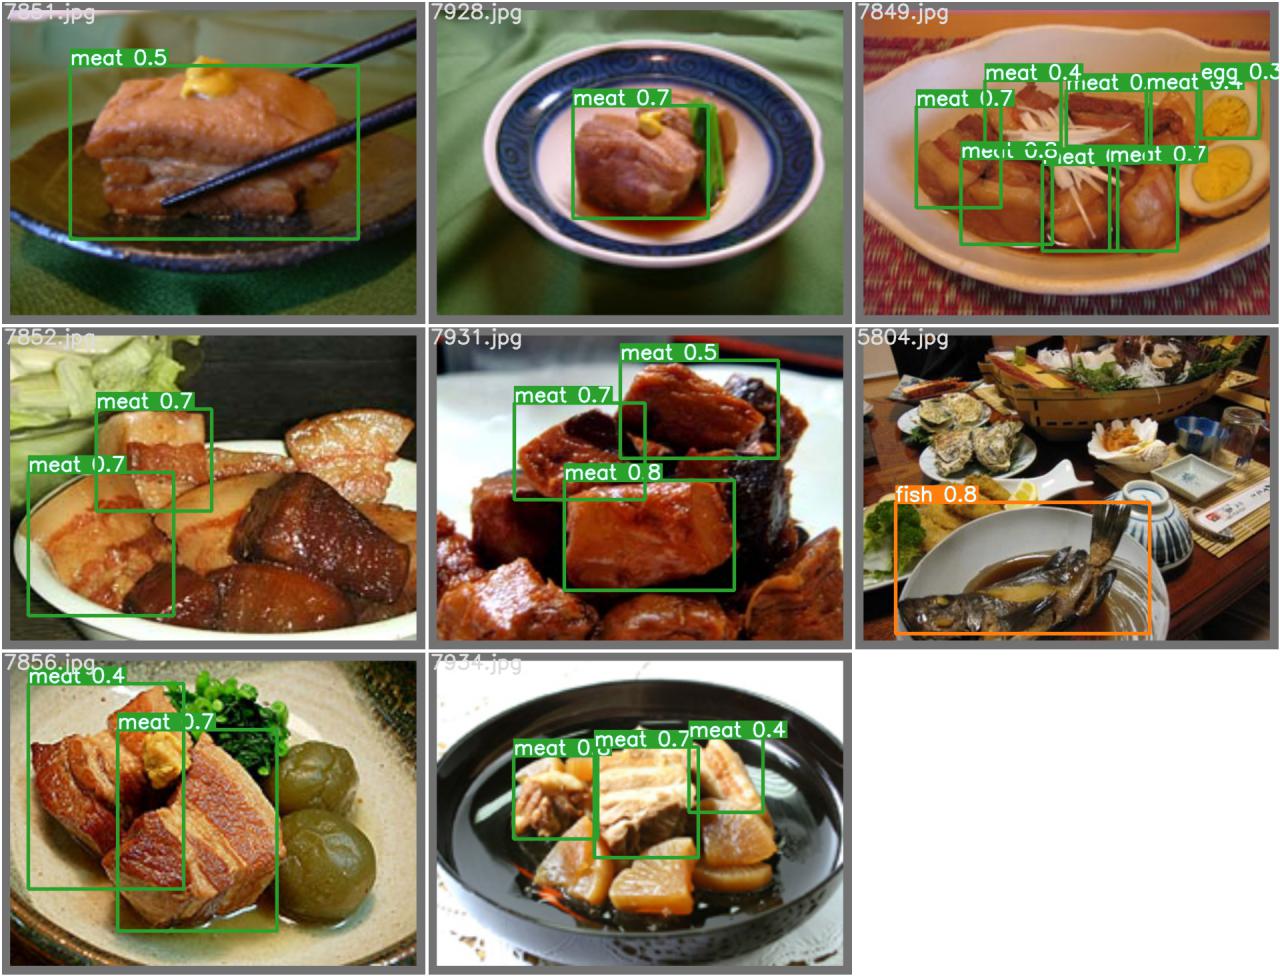 7851.jpg
meat 0.5
7928.jpg
meat 0.7
7849.jpg
meat 0.4
meat 0.
meat 0.4
egg 0.3
meat 0.7
meat 0.8
meat 0.7
7852.jpg
meat 0.7
meat 0.7
7931.jpg
meat 0.5
meat 0.7
meat 0.8
5804.jpg
fish 0.8
7856.jpg
meat 0.4
meat 0.7
7934.jpg
meat 0.
meat 0.7
meat 0.4